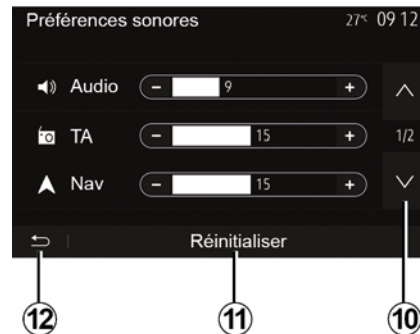 Préférences sonores 27°C 09 12
Audio - 9 +
TA - 15 +
1/2
Nav - 15 +
Réinitialiser
12 11 10